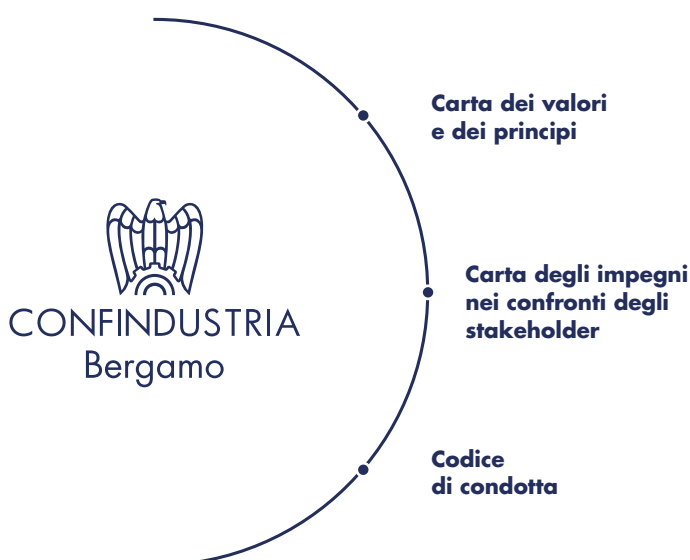 CONFINDUSTRIA
Bergamo
Carta dei valori
e dei principi
Carta degli impegni
nei confronti degli
stakeholder
Codice
di condotta